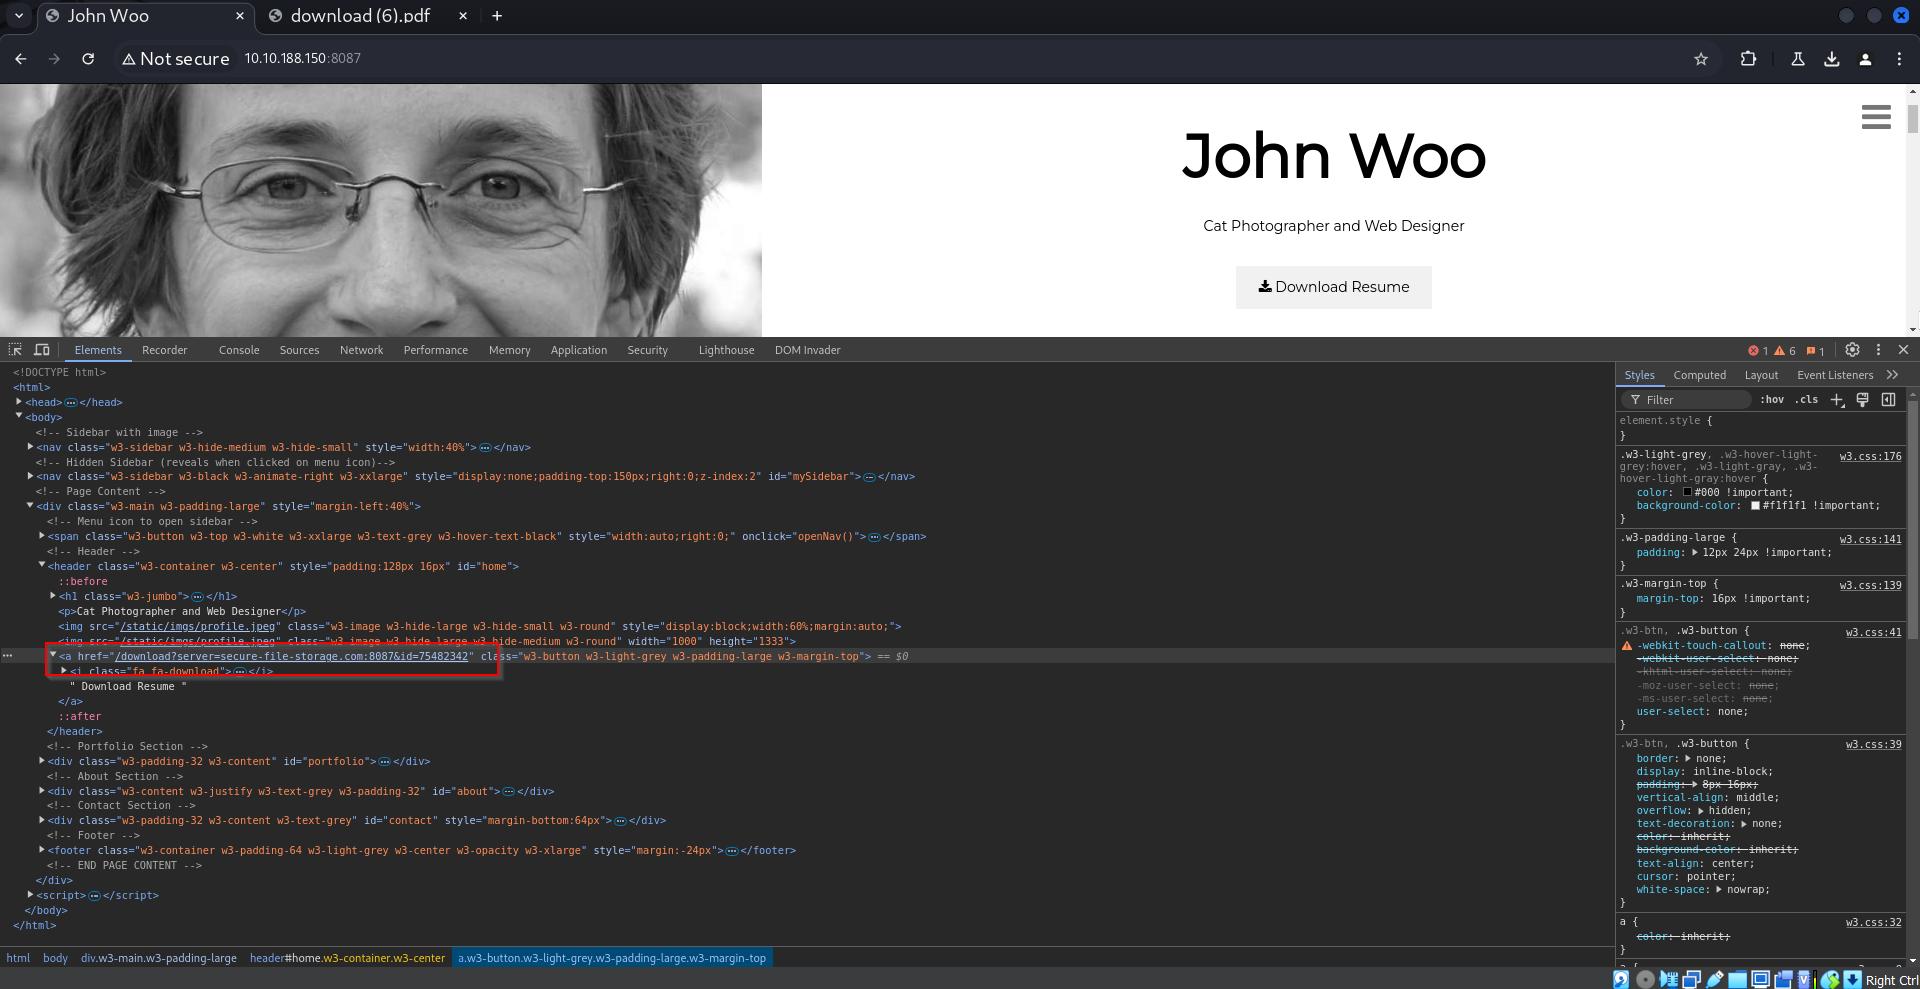 John Woo
download (6).pdf
Not secure 10.10.188.150:8087
John Woo
Cat Photographer and Web Designer
Download Resume
Elements Recorder Console Sources Network Performance Memory Application Security Lighthouse DOM Invader 1 6 1
<!DOCTYPE html>
<html>
<head> </head>
<body>
<!-- Sidebar with image -->
<nav class="w3-sidebar w3-hide-medium w3-hide-small" style="width:40%"> </nav>
<!-- Hidden Sidebar (reveals when clicked on menu icon)-->
<nav class="w3-sidebar w3-black w3-animate-right w3-xxlarge" style="display:none;padding-top:150px;right:0;z-index:2" id="mySidebar"> </nav>
<!-- Page Content -->
<div class="w3-main w3-padding-large" style="margin-left:40%">
<!-- Menu icon to open sidebar -->
<span class="w3-button w3-top w3-white w3-xxlarge w3-text-grey w3-hover-text-black" style="width:auto;right:0;" onclick="openNav()"> </span>
<!-- Header -->
<header class="w3-container w3-center" style="padding:128px 16px" id="home">
::before
<h1 class="w3-jumbo"> </h1>
<p>Cat Photographer and Web Designer</p>
<img src="/static/imgs/profile.jpeg" class="w3-image w3-hide-large w3-hide-small w3-round" style="display:block;width:60%;margin:auto;">
<img src="/static/imgs/profile.jpeg" class="w3-image w3-hide-large w3-hide-medium w3-round" width="1000" height="1333">
<a href="/download?server=secure-file-storage.com:8087&id=75482342" class="w3-button w3-light-grey w3-padding-large w3-margin-top"> == $0
<i class="fa fa-download"> </i>
" Download Resume "
</a>
::after
</header>
<!-- Portfolio Section -->
<div class="w3-padding-32 w3-content" id="portfolio"> </div>
<!-- About Section -->
<div class="w3-content w3-justify w3-text-grey w3-padding-32" id="about"> </div>
<!-- Contact Section -->
<div class="w3-padding-32 w3-content w3-text-grey" id="contact" style="margin-bottom:64px"> </div>
<!-- Footer -->
<footer class="w3-container w3-padding-64 w3-light-grey w3-center w3-opacity w3-xlarge" style="margin:-24px"> </footer>
<!-- END PAGE CONTENT -->
</div>
<script> </script>
</body>
</html>
html body div.w3-main.w3-padding-large header#home.w3-container.w3-center a.w3-button.w3-light-grey.w3-padding-large.w3-margin-top
Styles Computed Layout Event Listeners
Filter :hov .cls
element.style {
}
.w3-light-grey, .w3-hover-light- w3.css:176
grey:hover, .w3-light-gray, .w3-
hover-light-gray:hover {
color: #000 !important;
background-color: #f1f1f1 !important;
}
.w3-padding-large { w3.css:141
padding: 12px 24px !important;
}
.w3-margin-top { w3.css:139
margin-top: 16px !important;
}
.w3-btn, .w3-button { w3.css:41
-webkit-touch-callout: none;
-webkit-user-select: none;
-khtml-user-select: none;
-moz-user-select: none;
-ms-user-select: none;
user-select: none;
}
.w3-btn, .w3-button { w3.css:39
border: none;
display: inline-block;
padding: 8px 16px;
vertical-align: middle;
overflow: hidden;
text-decoration: none;
color: inherit;
background-color: inherit;
text-align: center;
cursor: pointer;
white-space: nowrap;
}
a { w3.css:32
color: inherit;
}
Right Ctrl